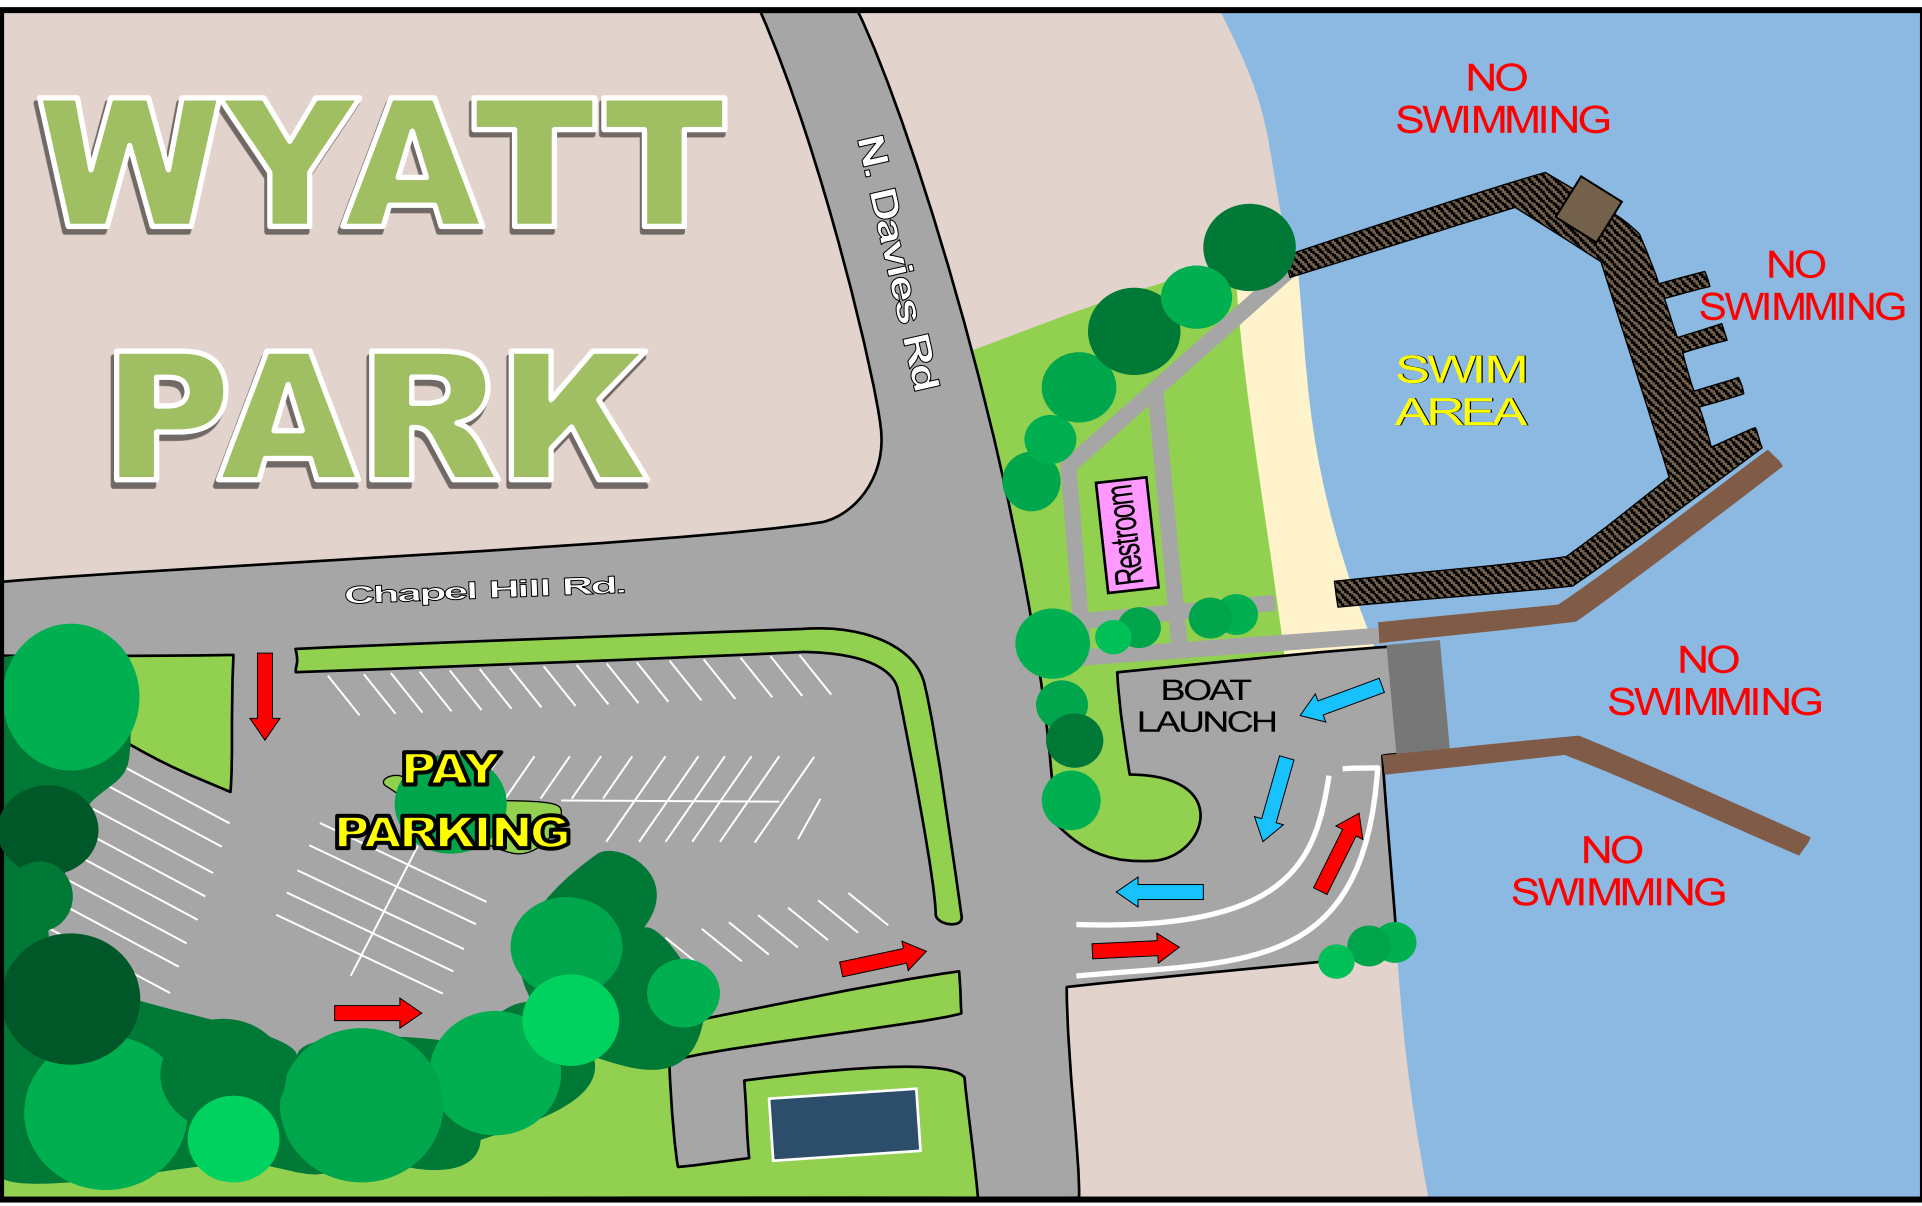 WYATT
PARK
N. Davies Rd
Chapel Hill Rd.
NO
SWIMMING
NO
SWIMMING
SWIM
AREA
Restroom
BOAT
LAUNCH
NO
SWIMMING
PAY
PARKING
NO
SWIMMING